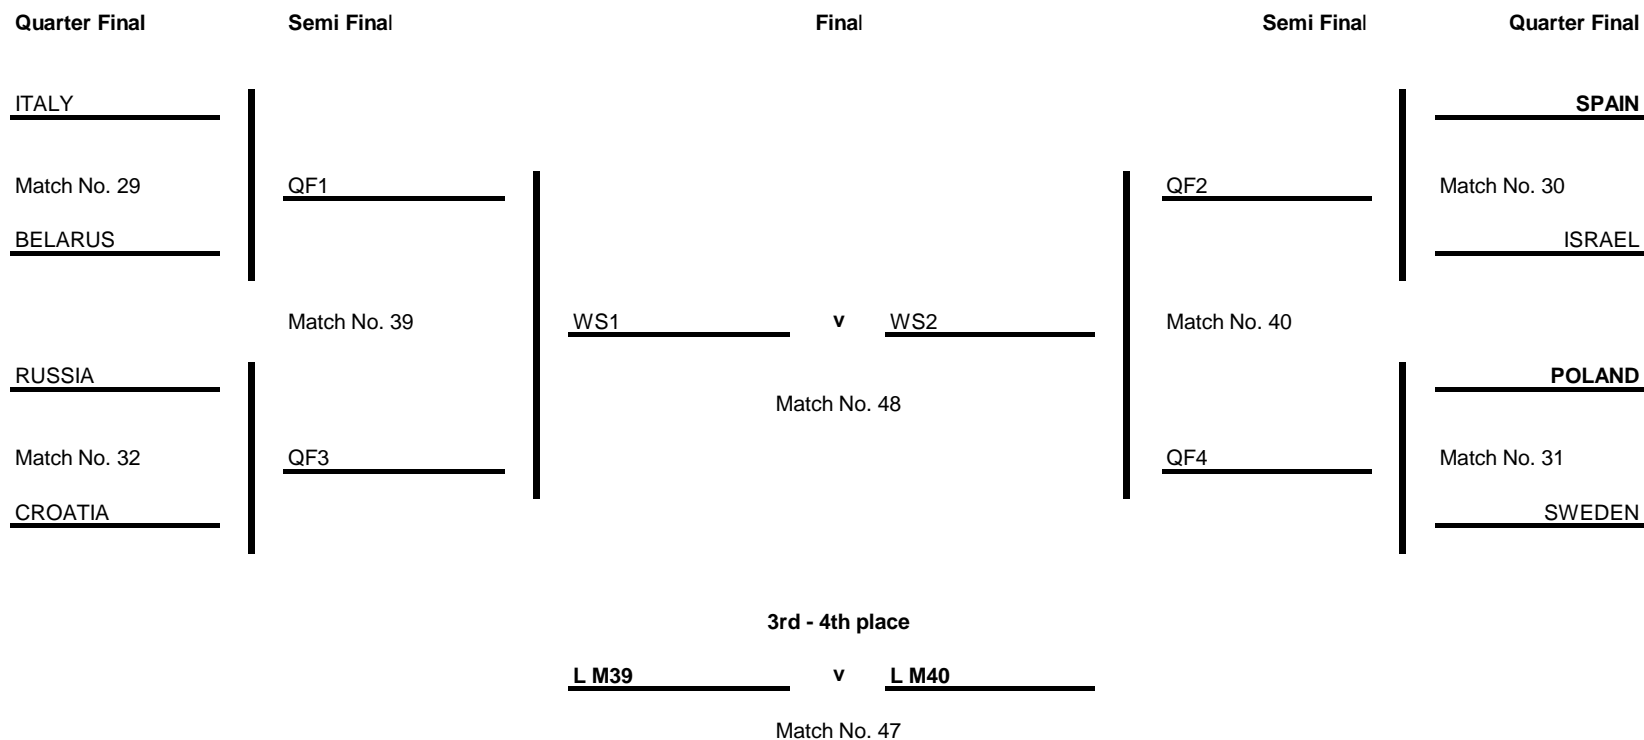 Quarter Final Semi Final Final Semi Final Quarter Final
ITALY SPAIN
Match No. 29 QF1 QF2 Match No. 30
BELARUS ISRAEL
Match No. 39 WS1 v WS2 Match No. 40
RUSSIA POLAND
Match No. 48
Match No. 32 QF3 QF4 Match No. 31
CROATIA SWEDEN
3rd - 4th place
L M39 v L M40
Match No. 47